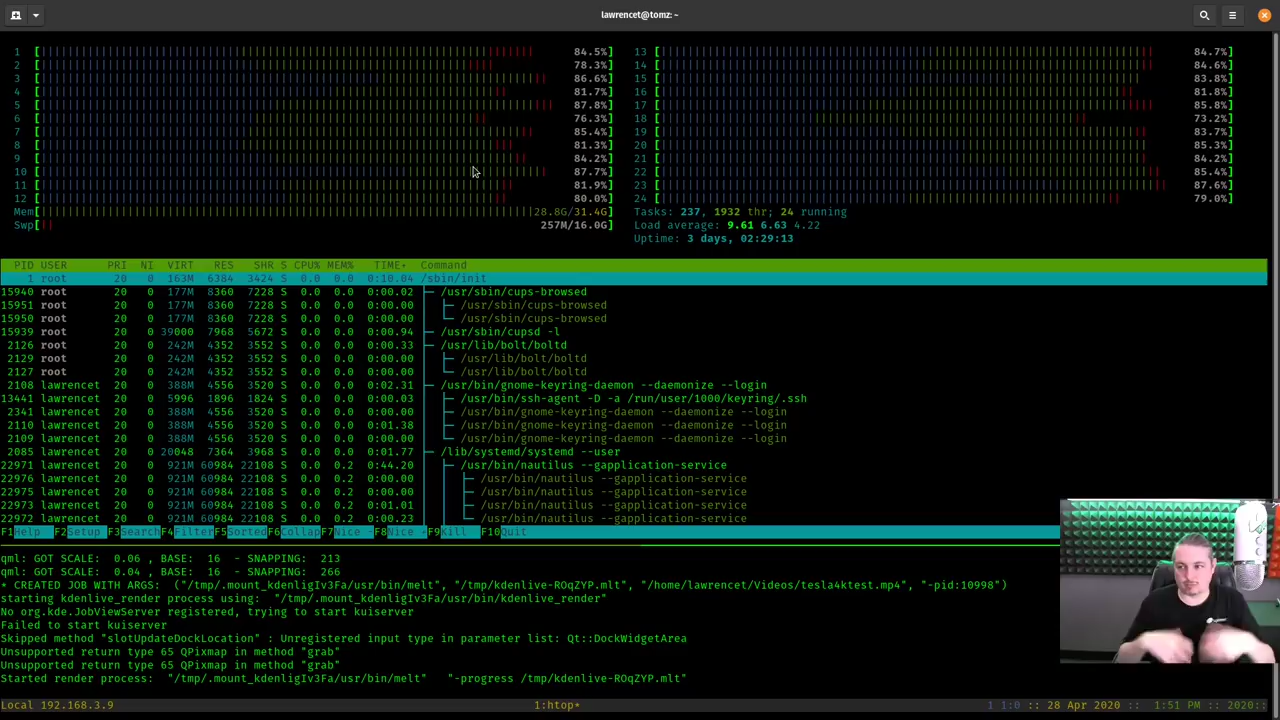 lawrencet@tomz: ~
1 [ 84.5%] 13 [ 84.7%]
2 [ 78.3%] 14 [ 84.6%]
3 [ 86.6%] 15 [ 83.8%]
4 [ 81.7%] 16 [ 81.8%]
5 [ 87.8%] 17 [ 85.8%]
6 [ 76.3%] 18 [ 73.2%]
7 [ 85.4%] 19 [ 83.7%]
8 [ 81.3%] 20 [ 85.3%]
9 [ 84.2%] 21 [ 84.2%]
10 [ 87.7%] 22 [ 85.4%]
11 [ 81.9%] 23 [ 87.6%]
12 [ 80.0%] 24 [ 79.0%]
Mem[ 28.8G/31.4G] Tasks: 237, 1932 thr; 24 running
Swp[ 257M/16.0G] Load average: 9.61 6.63 4.22
Uptime: 3 days, 02:29:13
PID USER PRI NI VIRT RES SHR S CPU% MEM% TIME+ Command
1 root 20 0 163M 6384 3424 S 0.0 0.0 0:10.04 /sbin/init
15940 root 20 0 177M 8360 7228 S 0.0 0.0 0:00.02 /usr/sbin/cups-browsed
15951 root 20 0 177M 8360 7228 S 0.0 0.0 0:00.00 /usr/sbin/cups-browsed
15950 root 20 0 177M 8360 7228 S 0.0 0.0 0:00.00 /usr/sbin/cups-browsed
15939 root 20 0 39000 7968 5672 S 0.0 0.0 0:00.94 /usr/sbin/cupsd -l
2126 root 20 0 242M 4352 3552 S 0.0 0.0 0:00.33 /usr/lib/bolt/boltd
2129 root 20 0 242M 4352 3552 S 0.0 0.0 0:00.00 /usr/lib/bolt/boltd
2127 root 20 0 242M 4352 3552 S 0.0 0.0 0:00.00 /usr/lib/bolt/boltd
2108 lawrencet 20 0 388M 4556 3520 S 0.0 0.0 0:02.31 /usr/bin/gnome-keyring-daemon --daemonize --login
13441 lawrencet 20 0 5996 1896 1824 S 0.0 0.0 0:00.03 /usr/bin/ssh-agent -D -a /run/user/1000/keyring/.ssh
2341 lawrencet 20 0 388M 4556 3520 S 0.0 0.0 0:00.00 /usr/bin/gnome-keyring-daemon --daemonize --login
2110 lawrencet 20 0 388M 4556 3520 S 0.0 0.0 0:01.38 /usr/bin/gnome-keyring-daemon --daemonize --login
2109 lawrencet 20 0 388M 4556 3520 S 0.0 0.0 0:00.00 /usr/bin/gnome-keyring-daemon --daemonize --login
2085 lawrencet 20 0 20048 7364 3968 S 0.0 0.0 0:01.77 /lib/systemd/systemd --user
22971 lawrencet 20 0 921M 60984 22108 S 0.0 0.2 0:44.20 /usr/bin/nautilus --gapplication-service
22976 lawrencet 20 0 921M 60984 22108 S 0.0 0.2 0:00.00 /usr/bin/nautilus --gapplication-service
22975 lawrencet 20 0 921M 60984 22108 S 0.0 0.2 0:00.00 /usr/bin/nautilus --gapplication-service
22973 lawrencet 20 0 921M 60984 22108 S 0.0 0.2 0:01.01 /usr/bin/nautilus --gapplication-service
22972 lawrencet 20 0 921M 60984 22108 S 0.0 0.2 0:00.23 /usr/bin/nautilus --gapplication-service
F1Help F2Setup F3Search F4Filter F5Sorted F6Collap F7Nice - F8Nice + F9Kill F10Quit
qml: GOT SCALE: 0.06 , BASE: 16 - SNAPPING: 213
qml: GOT SCALE: 0.04 , BASE: 16 - SNAPPING: 266
* CREATED JOB WITH ARGS: ("/tmp/.mount_kdenligIv3Fa/usr/bin/melt", "/tmp/kdenlive-ROqZYP.mlt", "/home/lawrencet/Videos/tesla4ktest.mp4", "-pid:10998")
starting kdenlive_render process using: "/tmp/.mount_kdenligIv3Fa/usr/bin/kdenlive_render"
No org.kde.JobViewServer registered, trying to start kuiserver
Failed to start kuiserver
Skipped method "slotUpdateDockLocation" : Unregistered input type in parameter list: Qt::DockWidgetArea
Unsupported return type 65 QPixmap in method "grab"
Unsupported return type 65 QPixmap in method "grab"
Started render process: "/tmp/.mount_kdenligIv3Fa/usr/bin/melt" "-progress /tmp/kdenlive-ROqZYP.mlt"
Local 192.168.3.9 1:htop* 1 1:0 :: 28 Apr 2020 :: 1:51 PM :: 2020::